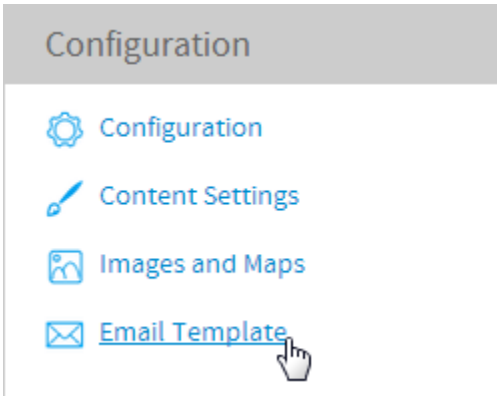 Configuration
Configuration
Content Settings
Images and Maps
Email Template